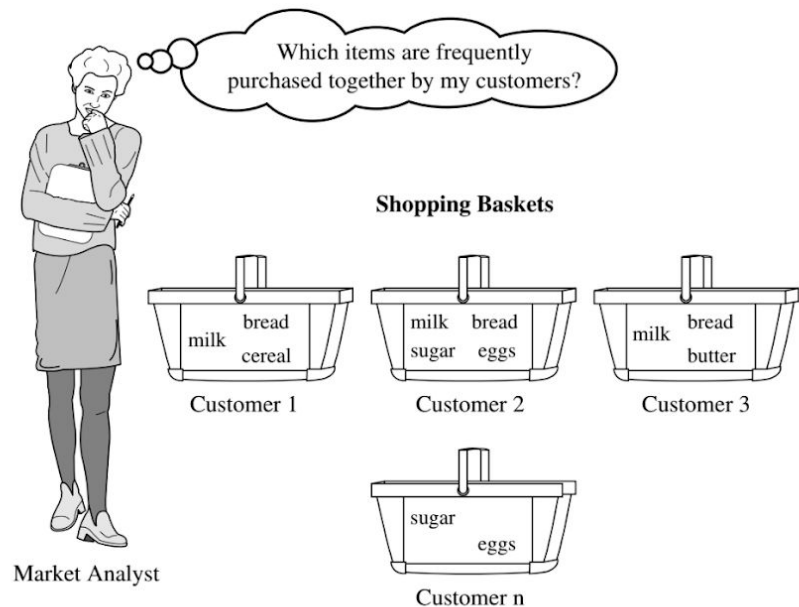 Which items are frequently
purchased together by my customers?
Shopping Baskets
milk
bread
cereal
Customer 1
milk bread
sugar eggs
Customer 2
milk
bread
butter
Customer 3
sugar
eggs
Customer n
Market Analyst